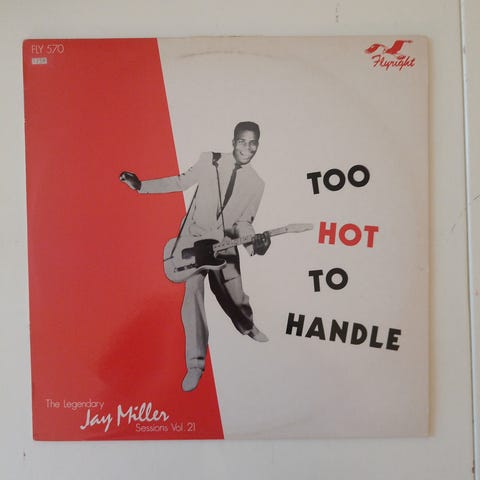 FLY 570
Flyright
TOO
HOT
TO
HANDLE
The Legendary
Jay Miller
Sessions Vol. 21